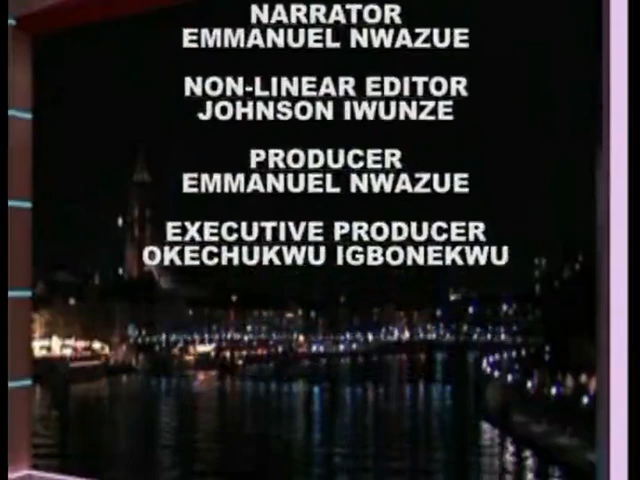 NARRATOR
EMMANUEL NWAZUE
NON-LINEAR EDITOR
JOHNSON IWUNZE
PRODUCER
EMMANUEL NWAZUE
EXECUTIVE PRODUCER
OKECHUKWU IGBONEKWU